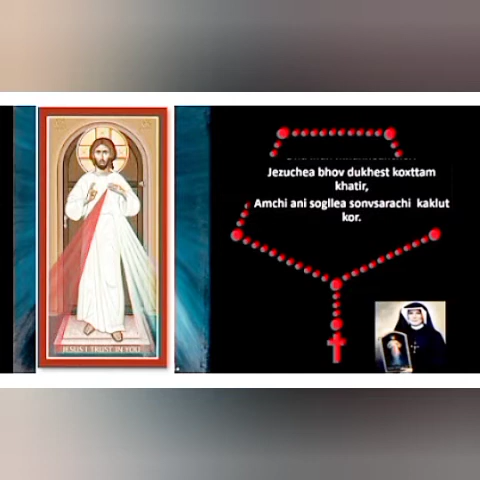 Jezuchea bhov dukhest koxttam
khatir,
Amchi ani sogllea sonvsarachi kaklut
kor.
JESUS I TRUST IN YOU